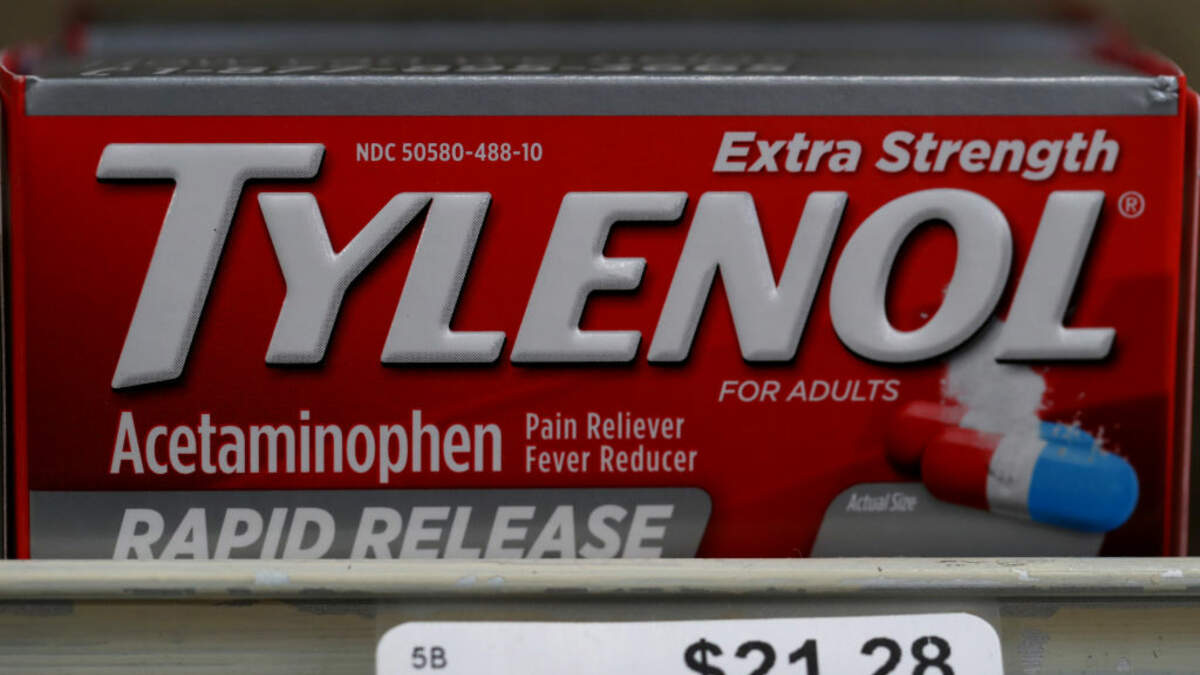 NDC 50580-488-10
Extra Strength
TYLENOL®
FOR ADULTS
Acetaminophen
Pain Reliever
Fever Reducer
Actual Size
RAPID RELEASE
5B
$21.28